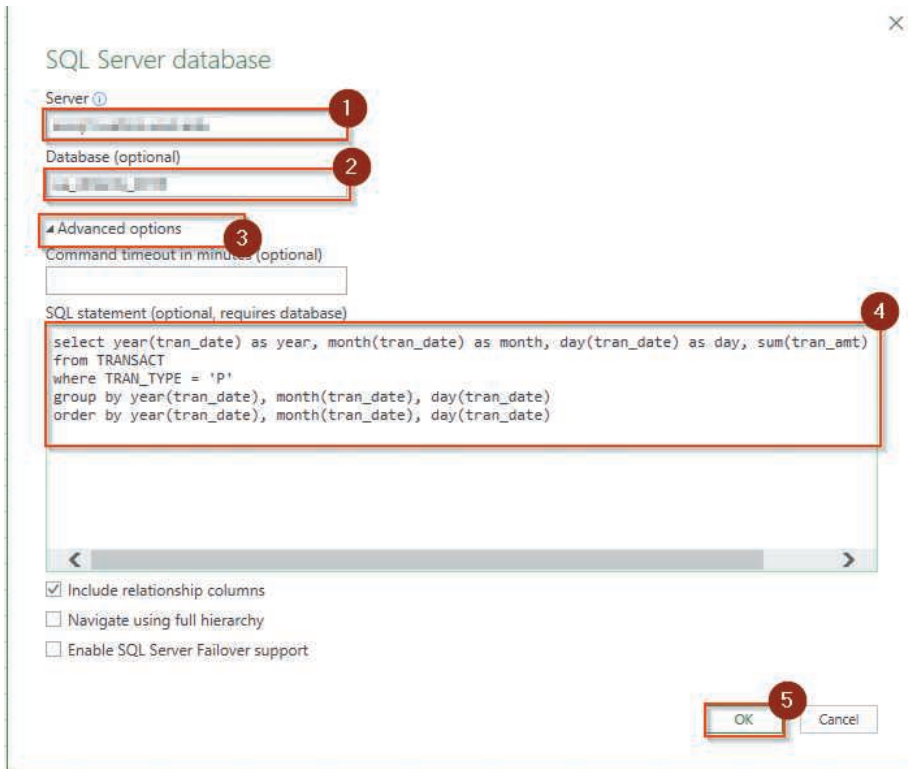 SQL Server database
Server
1
Database (optional)
2
Advanced options
3
Command timeout in minutes (optional)
SQL statement (optional, requires database)
4
select year(tran_date) as year, month(tran_date) as month, day(tran_date) as day, sum(tran_amt)
from TRANSACT
where TRAN_TYPE = 'P'
group by year(tran_date), month(tran_date), day(tran_date)
order by year(tran_date), month(tran_date), day(tran_date)
Include relationship columns
Navigate using full hierarchy
Enable SQL Server Failover support
5
OK Cancel